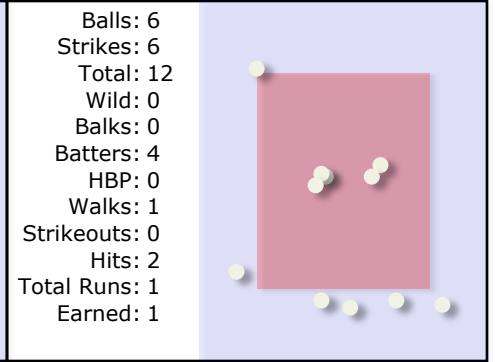 Balls: 6
Strikes: 6
Total: 12
Wild: 0
Balks: 0
Batters: 4
HBP: 0
Walks: 1
Strikeouts: 0
Hits: 2
Total Runs: 1
Earned: 1